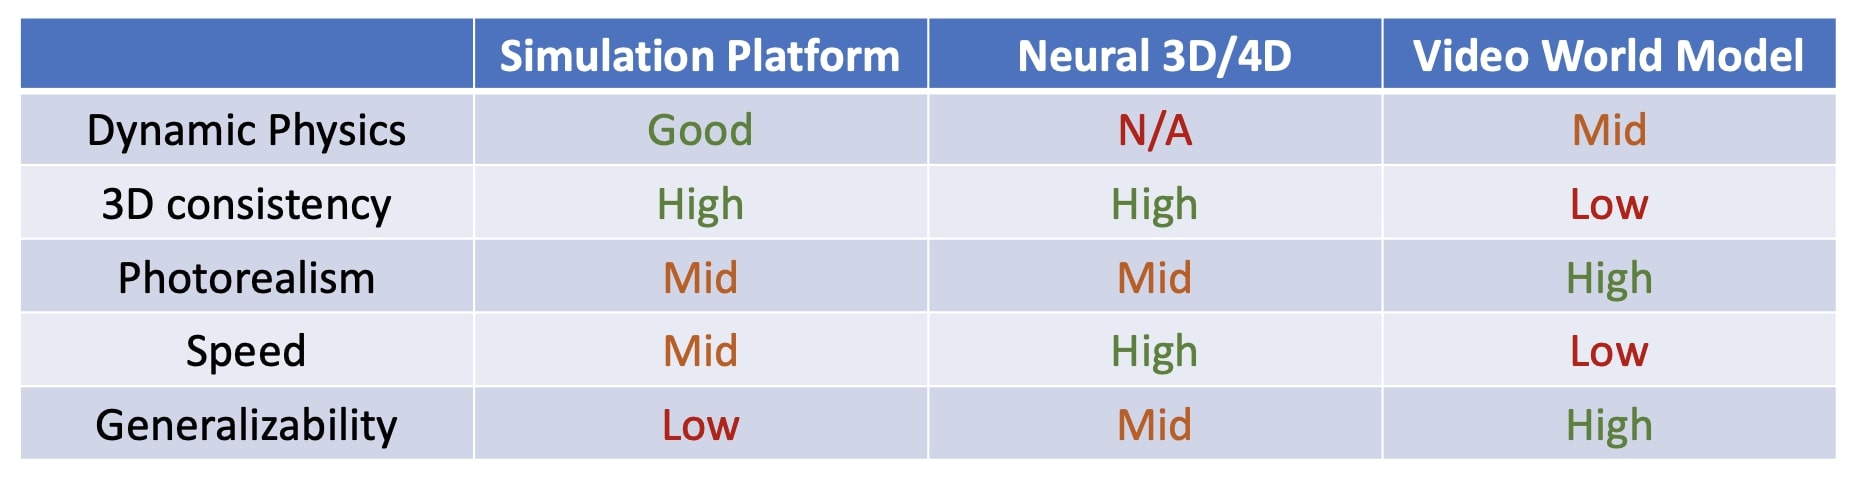 Simulation Platform Neural 3D/4D Video World Model
Dynamic Physics Good N/A Mid
3D consistency High High Low
Photorealism Mid Mid High
Speed Mid High Low
Generalizability Low Mid High